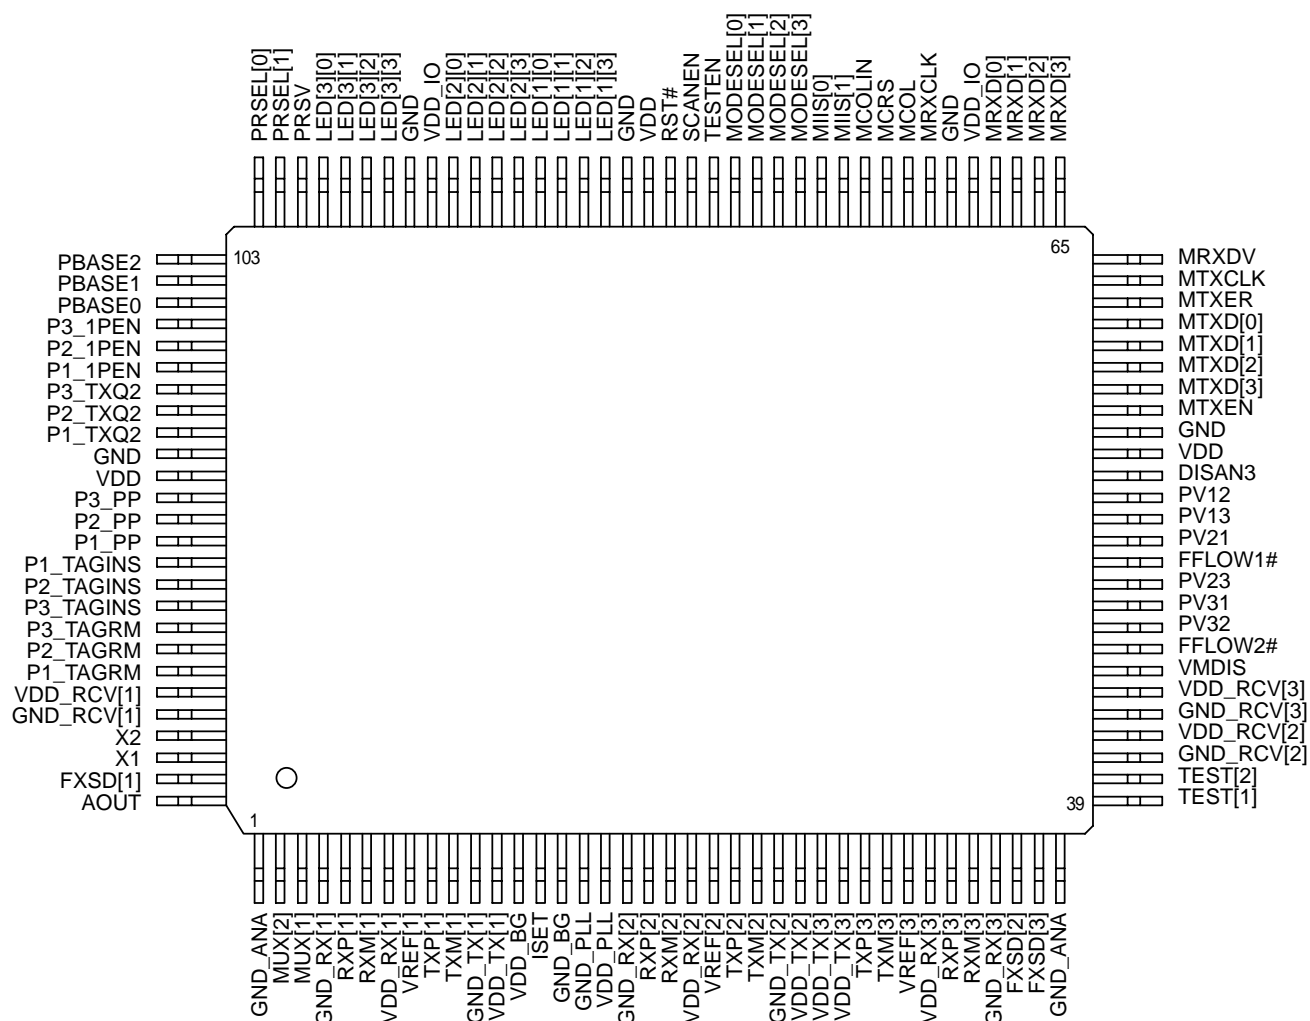 PRSEL[0]
PRSEL[1]
PRSV
LED[3][0]
LED[3][1]
LED[3][2]
LED[3][3]
GND
VDD_IO
LED[2][0]
LED[2][1]
LED[2][2]
LED[2][3]
LED[1][0]
LED[1][1]
LED[1][2]
LED[1][3]
GND
VDD
RST#
SCANEN
TESTEN
MODESEL[0]
MODESEL[1]
MODESEL[2]
MODESEL[3]
MIIS[0]
MIIS[1]
MCOLIN
MCRS
MCOL
MRXCLK
GND
VDD_IO
MRXD[0]
MRXD[1]
MRXD[2]
MRXD[3]
103
65
PBASE2
PBASE1
PBASE0
P3_1PEN
P2_1PEN
P1_1PEN
P3_TXQ2
P2_TXQ2
P1_TXQ2
GND
VDD
P3_PP
P2_PP
P1_PP
P1_TAGINS
P2_TAGINS
P3_TAGINS
P3_TAGRM
P2_TAGRM
P1_TAGRM
VDD_RCV[1]
GND_RCV[1]
X2
X1
FXSD[1]
AOUT
MRXDV
MTXCLK
MTXER
MTXD[0]
MTXD[1]
MTXD[2]
MTXD[3]
MTXEN
GND
VDD
DISAN3
PV12
PV13
PV21
FFLOW1#
PV23
PV31
PV32
FFLOW2#
VMDIS
VDD_RCV[3]
GND_RCV[3]
VDD_RCV[2]
GND_RCV[2]
TEST[2]
TEST[1]
1
39
GND_ANA
MUX[2]
MUX[1]
GND_RX[1]
RXP[1]
RXM[1]
VDD_RX[1]
VREF[1]
TXP[1]
TXM[1]
GND_TX[1]
VDD_TX[1]
VDD_BG
ISET
GND_BG
GND_PLL
VDD_PLL
GND_RX[2]
RXP[2]
RXM[2]
VDD_RX[2]
VREF[2]
TXP[2]
TXM[2]
GND_TX[2]
VDD_TX[2]
VDD_TX[3]
VDD_TX[3]
TXP[3]
TXM[3]
VREF[3]
VDD_RX[3]
RXP[3]
RXM[3]
GND_RX[3]
FXSD[2]
FXSD[3]
GND_ANA